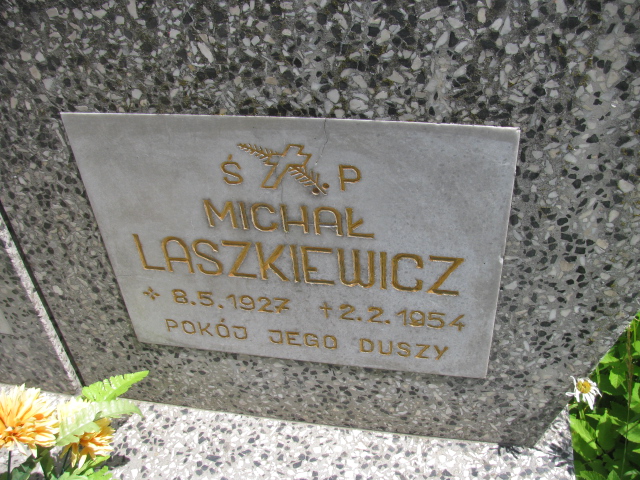 Ś P
MICHAŁ
LASZKIEWICZ
* 8.5.1927 †2.2.1954
POKÓJ JEGO DUSZY